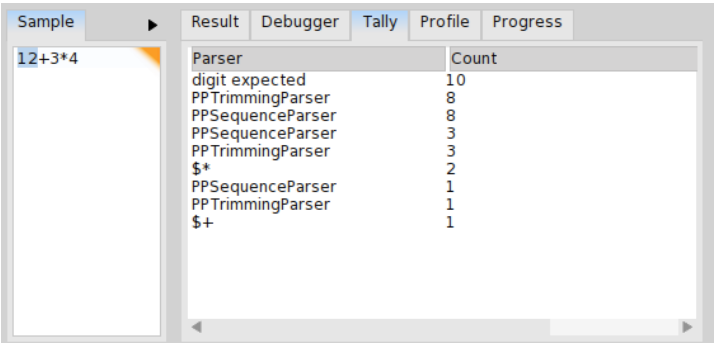 Sample Result Debugger Tally Profile Progress
12+3*4
Parser Count
digit expected 10
PPTrimmingParser 8
PPSequenceParser 8
PPSequenceParser 3
PPTrimmingParser 3
$* 2
PPSequenceParser 1
PPTrimmingParser 1
$+ 1